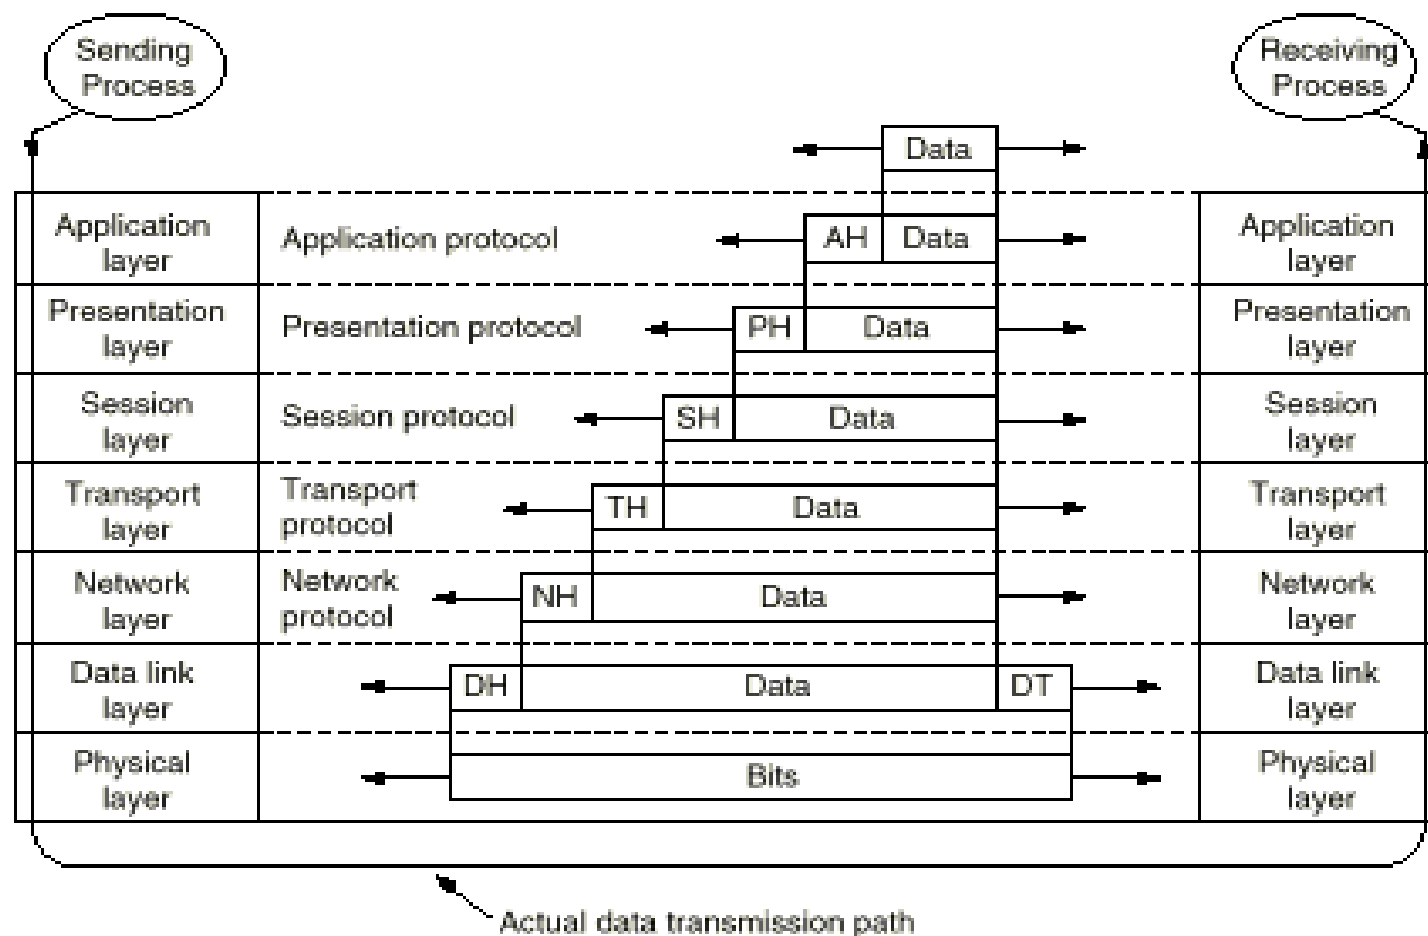 Sending
Process
Receiving
Process
Data
Application
layer
Application protocol
AH
Data
Application
layer
Presentation
layer
Presentation protocol
PH
Data
Presentation
layer
Session
layer
Session protocol
SH
Data
Session
layer
Transport
layer
Transport
protocol
TH
Data
Transport
layer
Network
layer
Network
protocol
NH
Data
Network
layer
Data link
layer
DH
Data
DT
Data link
layer
Physical
layer
Bits
Physical
layer
Actual data transmission path